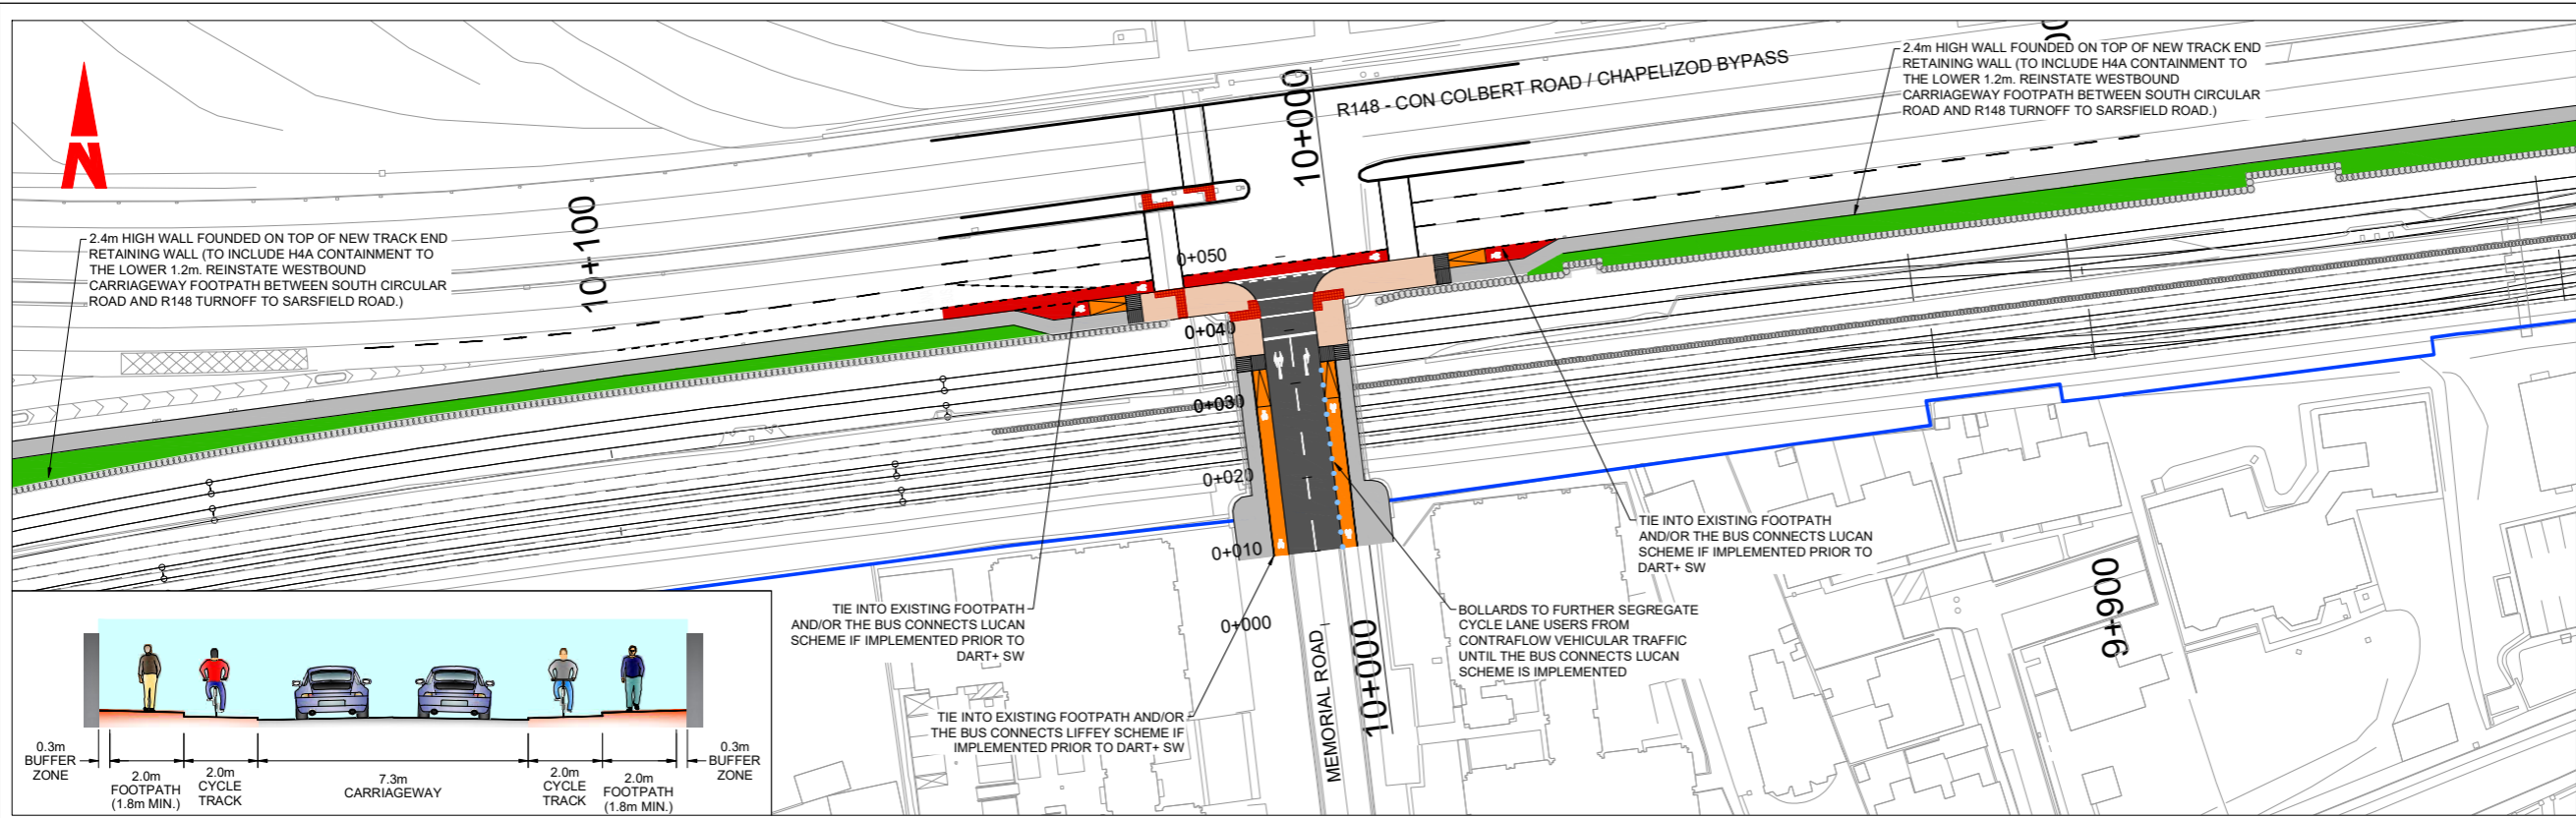 N
R148 - CON COLBERT ROAD / CHAPELIZOD BYPASS
2.4m HIGH WALL FOUNDED ON TOP OF NEW TRACK END
RETAINING WALL (TO INCLUDE H4A CONTAINMENT TO
THE LOWER 1.2m. REINSTATE WESTBOUND
CARRIAGEWAY FOOTPATH BETWEEN SOUTH CIRCULAR
ROAD AND R148 TURNOFF TO SARSFIELD ROAD.)
10+000
10+100
2.4m HIGH WALL FOUNDED ON TOP OF NEW TRACK END
RETAINING WALL (TO INCLUDE H4A CONTAINMENT TO
THE LOWER 1.2m. REINSTATE WESTBOUND
CARRIAGEWAY FOOTPATH BETWEEN SOUTH CIRCULAR
ROAD AND R148 TURNOFF TO SARSFIELD ROAD.)
0+050
0+040
0+030
0+020
0+010
0+000
TIE INTO EXISTING FOOTPATH
AND/OR THE BUS CONNECTS LUCAN
SCHEME IF IMPLEMENTED PRIOR TO
DART+ SW
9+900
TIE INTO EXISTING FOOTPATH
AND/OR THE BUS CONNECTS LUCAN
SCHEME IF IMPLEMENTED PRIOR TO
DART+ SW
BOLLARDS TO FURTHER SEGREGATE
CYCLE LANE USERS FROM
CONTRAFLOW VEHICULAR TRAFFIC
UNTIL THE BUS CONNECTS LUCAN
SCHEME IS IMPLEMENTED
MEMORIAL ROAD
10+000
TIE INTO EXISTING FOOTPATH AND/OR
THE BUS CONNECTS LIFFEY SCHEME IF
IMPLEMENTED PRIOR TO DART+ SW
0.3m
BUFFER
ZONE
2.0m
FOOTPATH
(1.8m MIN.)
2.0m
CYCLE
TRACK
7.3m
CARRIAGEWAY
2.0m
CYCLE
TRACK
2.0m
FOOTPATH
(1.8m MIN.)
0.3m
BUFFER
ZONE